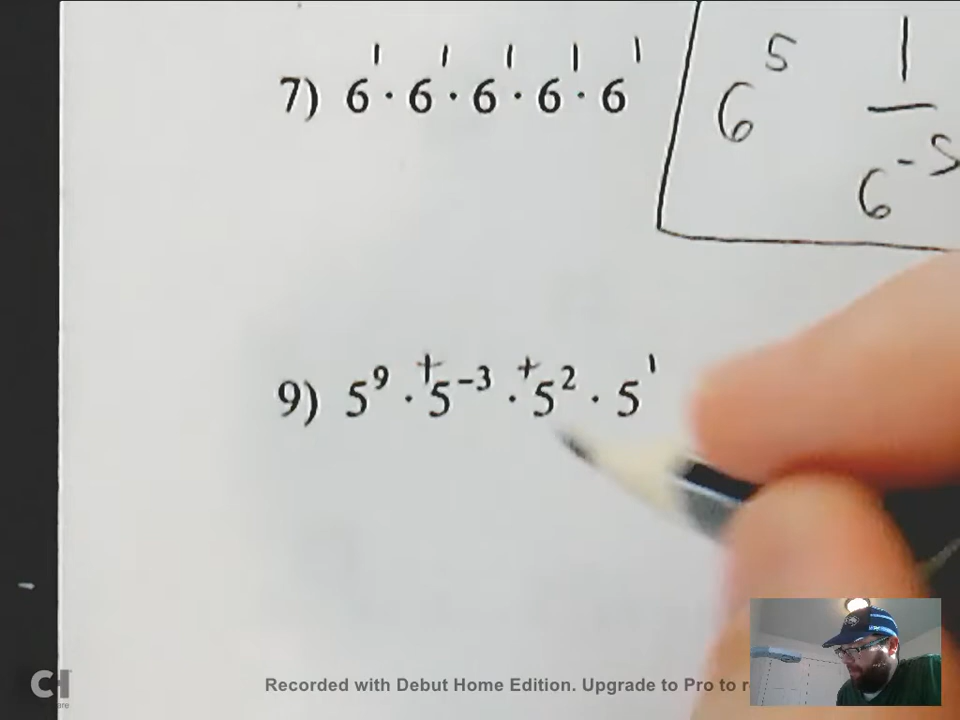 7) 6¹ · 6¹ · 6¹ · 6¹ · 6¹
6⁵ 1/6⁻⁵
9) 5⁹ · + 5⁻³ · + 5² · 5¹
Recorded with Debut Home Edition. Upgrade to Pro to